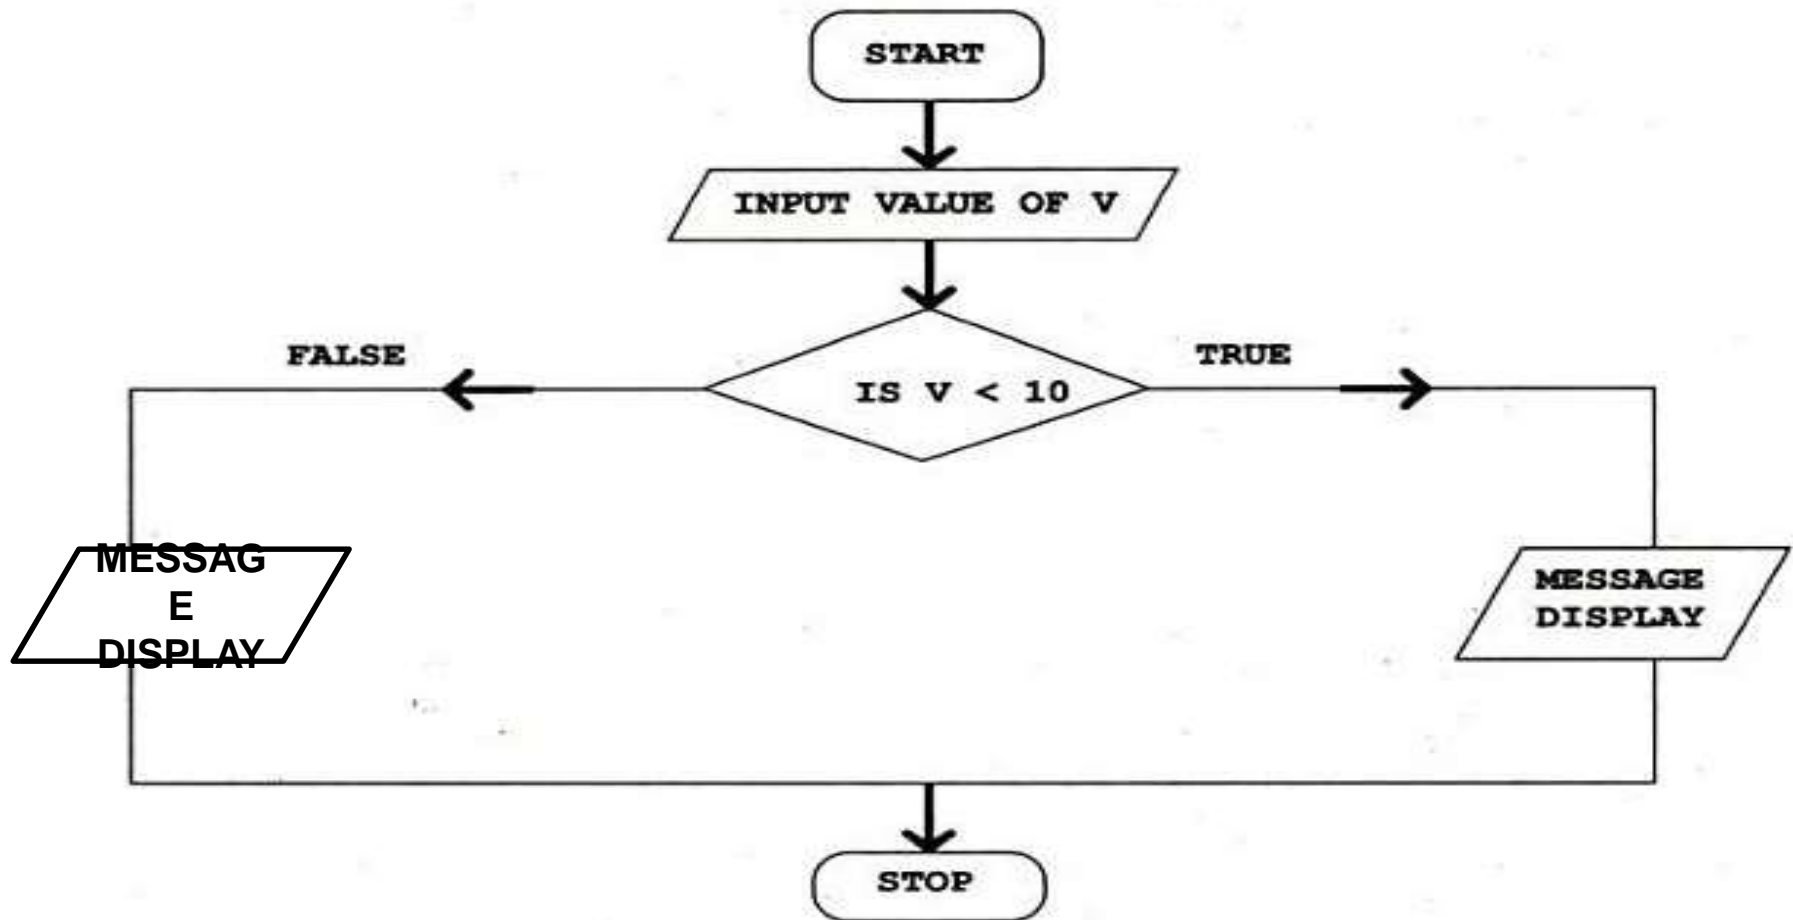 START
INPUT VALUE OF V
FALSE
TRUE
IS V < 10
MESSAG
E
DISPLAY
MESSAGE
DISPLAY
STOP